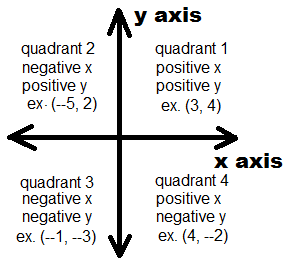 y axis
quadrant 2
negative x
positive y
ex. (--5, 2)
quadrant 1
positive x
positive y
ex. (3, 4)
x axis
quadrant 3
negative x
negative y
ex. (--1, --3)
quadrant 4
positive x
negative y
ex. (4, --2)